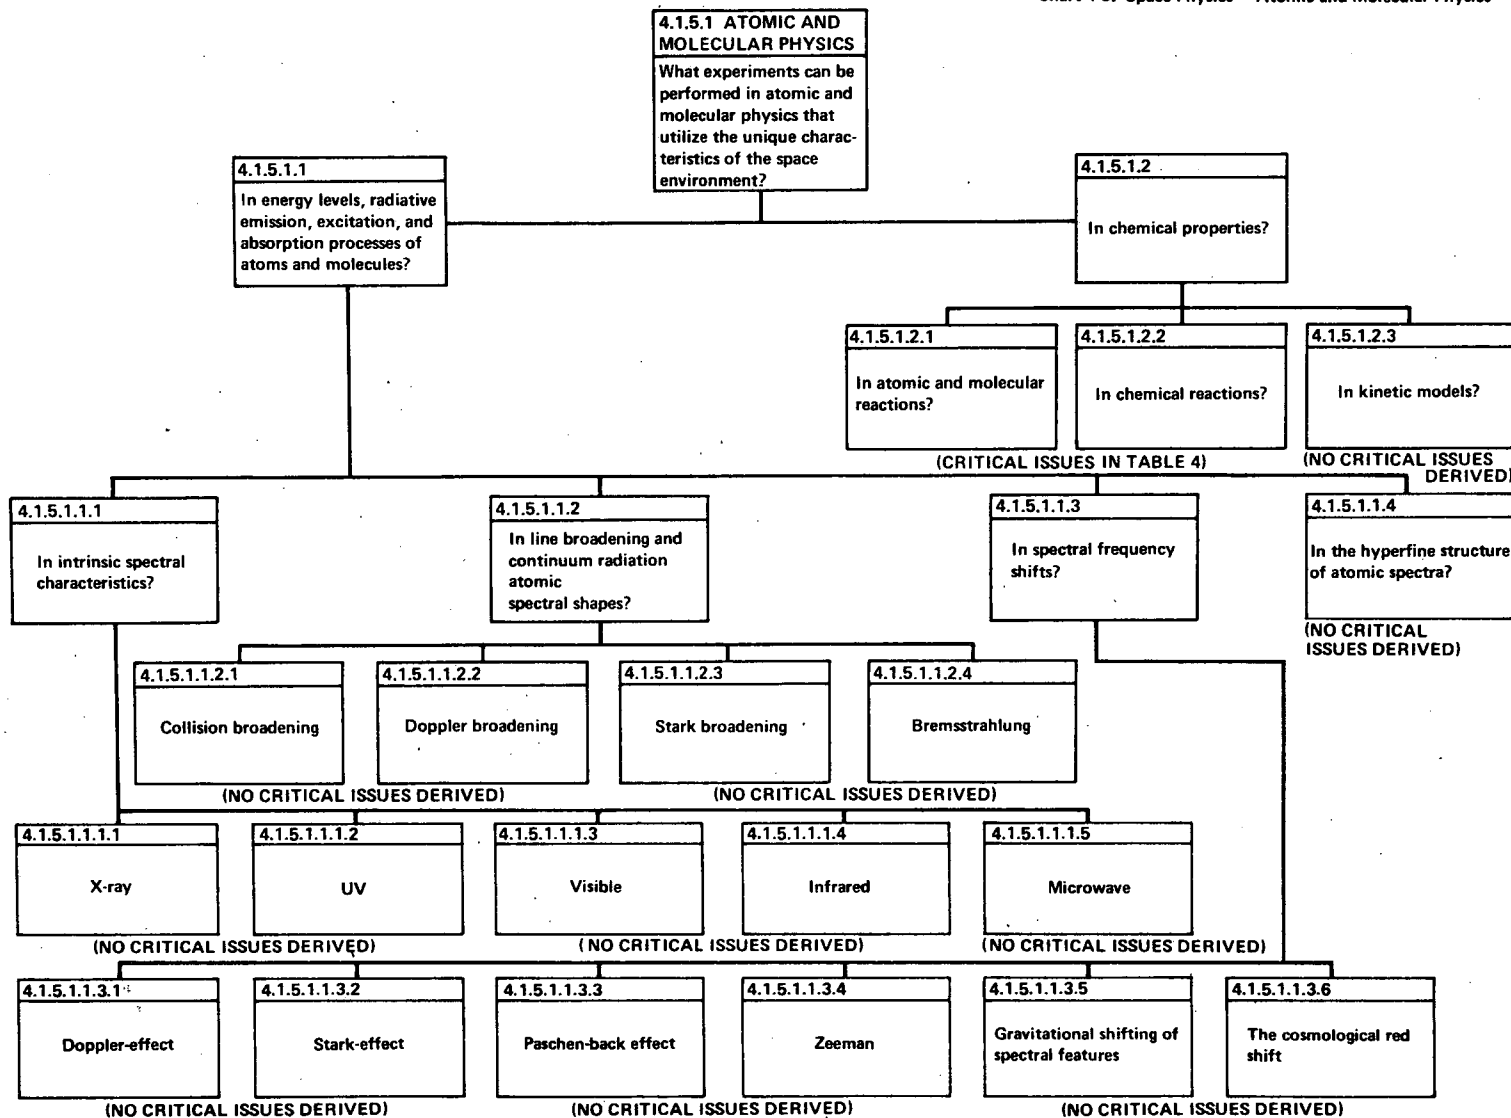 4.1.5.1 ATOMIC AND
MOLECULAR PHYSICS
What experiments can be
performed in atomic and
molecular physics that
utilize the unique charac-
teristics of the space
environment?
4.1.5.1.1
In energy levels, radiative
emission, excitation, and
absorption processes of
atoms and molecules?
4.1.5.1.2
In chemical properties?
4.1.5.1.2.1
In atomic and molecular
reactions?
4.1.5.1.2.2
In chemical reactions?
4.1.5.1.2.3
In kinetic models?
(CRITICAL ISSUES IN TABLE 4)
(NO CRITICAL ISSUES
DERIVED)
4.1.5.1.1.1
In intrinsic spectral
characteristics?
4.1.5.1.1.2
In line broadening and
continuum radiation
atomic
spectral shapes?
4.1.5.1.1.3
In spectral frequency
shifts?
4.1.5.1.1.4
In the hyperfine structure
of atomic spectra?
(NO CRITICAL
ISSUES DERIVED)
4.1.5.1.1.2.1
Collision broadening
4.1.5.1.1.2.2
Doppler broadening
4.1.5.1.1.2.3
Stark broadening
4.1.5.1.1.2.4
Bremsstrahlung
(NO CRITICAL ISSUES DERIVED)
(NO CRITICAL ISSUES DERIVED)
4.1.5.1.1.1.1
X-ray
4.1.5.1.1.1.2
UV
4.1.5.1.1.1.3
Visible
4.1.5.1.1.1.4
Infrared
4.1.5.1.1.1.5
Microwave
(NO CRITICAL ISSUES DERIVED)
(NO CRITICAL ISSUES DERIVED)
(NO CRITICAL ISSUES DERIVED)
4.1.5.1.1.3.1
Doppler-effect
4.1.5.1.1.3.2
Stark-effect
4.1.5.1.1.3.3
Paschen-back effect
4.1.5.1.1.3.4
Zeeman
4.1.5.1.1.3.5
Gravitational shifting of
spectral features
4.1.5.1.1.3.6
The cosmological red
shift
(NO CRITICAL ISSUES DERIVED)
(NO CRITICAL ISSUES DERIVED)
(NO CRITICAL ISSUES DERIVED)